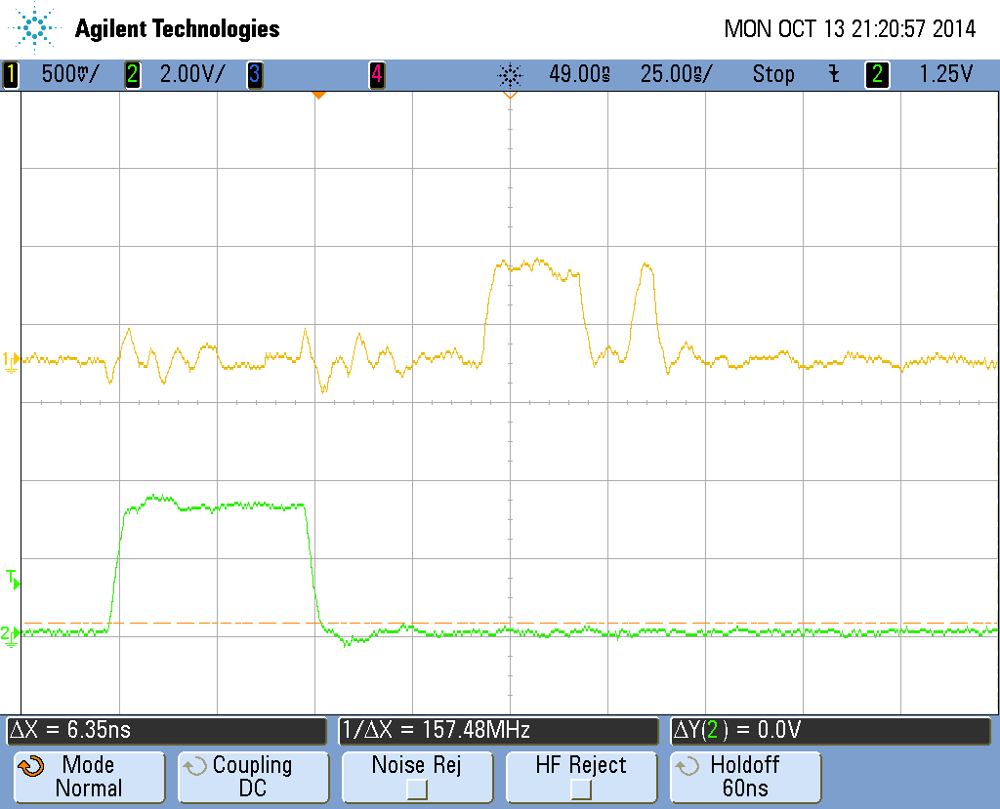 Agilent Technologies MON OCT 13 21:20:57 2014
1 500mV/ 2 2.00V/ 3 4 49.00ns 25.00ns/ Stop 2 1.25V
1
T
2
ΔX = 6.35ns 1/ΔX = 157.48MHz ΔY(2) = 0.0V
Mode Coupling Noise Rej HF Reject Holdoff
Normal DC 60ns